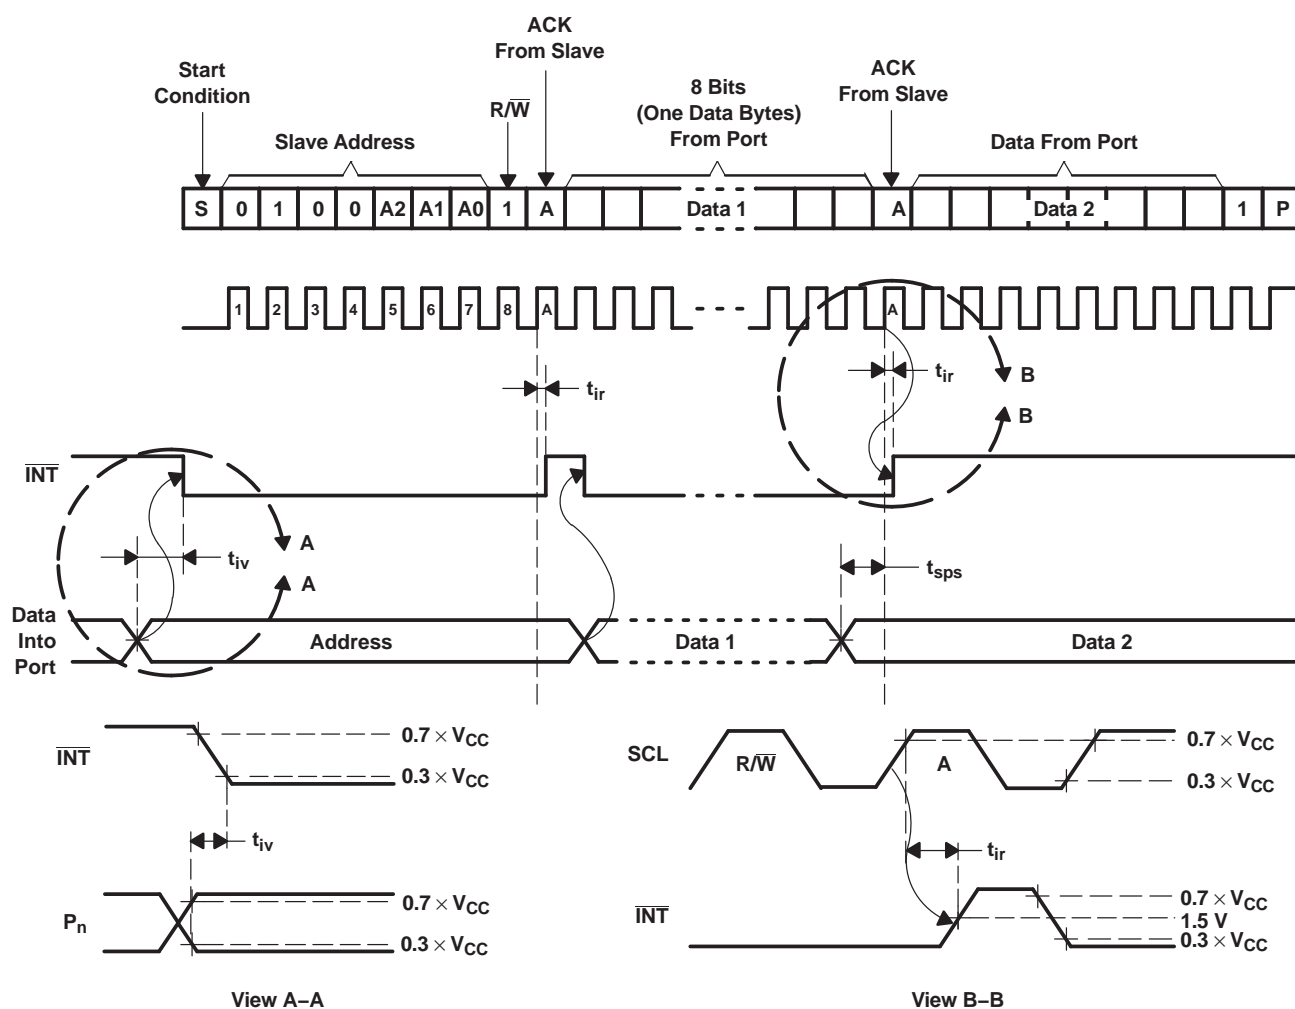 ACK
From Slave
Start
Condition
R/W̅
ACK
From Slave
8 Bits
(One Data Bytes)
From Port
Slave Address
Data From Port
S 0 1 0 0 A2 A1 A0 1 A Data 1 A Data 2 1 P
1 2 3 4 5 6 7 8 A A
tir
tir
B
B
I̅N̅T̅
A
tiv
A
tsps
Data
Into
Port
Address
Data 1
Data 2
I̅N̅T̅
0.7 × VCC
0.3 × VCC
tiv
Pn
0.7 × VCC
0.3 × VCC
View A–A
SCL
R/W̅
A
0.7 × VCC
0.3 × VCC
tir
I̅N̅T̅
0.7 × VCC
1.5 V
0.3 × VCC
View B–B